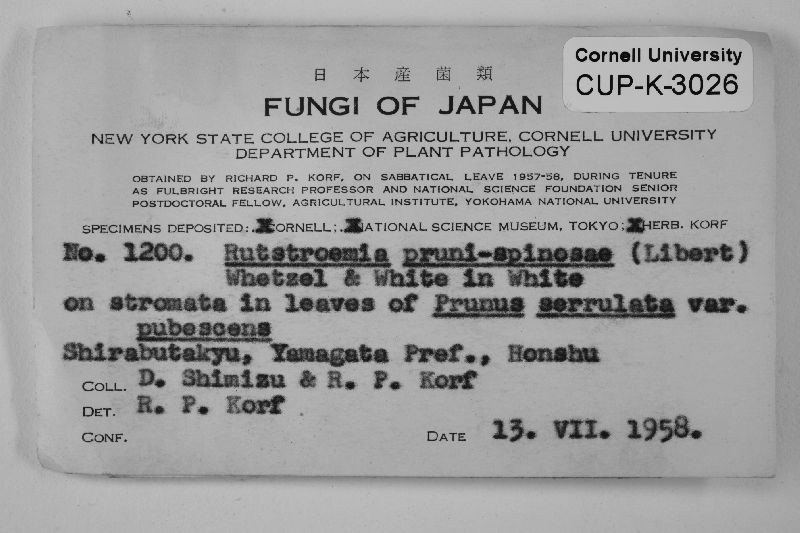 Cornell University
CUP-K-3026
日本産菌類
FUNGI OF JAPAN
NEW YORK STATE COLLEGE OF AGRICULTURE, CORNELL UNIVERSITY
DEPARTMENT OF PLANT PATHOLOGY
OBTAINED BY RICHARD P. KORF, ON SABBATICAL LEAVE 1957-58, DURING TENURE
AS FULBRIGHT RESEARCH PROFESSOR AND NATIONAL SCIENCE FOUNDATION SENIOR
POSTDOCTORAL FELLOW, AGRICULTURAL INSTITUTE, YOKOHAMA NATIONAL UNIVERSITY
SPECIMENS DEPOSITED: XCORNELL; XNATIONAL SCIENCE MUSEUM, TOKYO; XHERB. KORF
No. 1200. Rutstroemia pruni-spinosae (Libert)
Whetzel & White in White
on stromata in leaves of Prunus serrulata var.
pubescens
Shirabutakyu, Yamagata Pref., Honshu
COLL. D. Shimizu & R. P. Korf
DET. R. P. Korf
CONF.
DATE 13. VII. 1958.